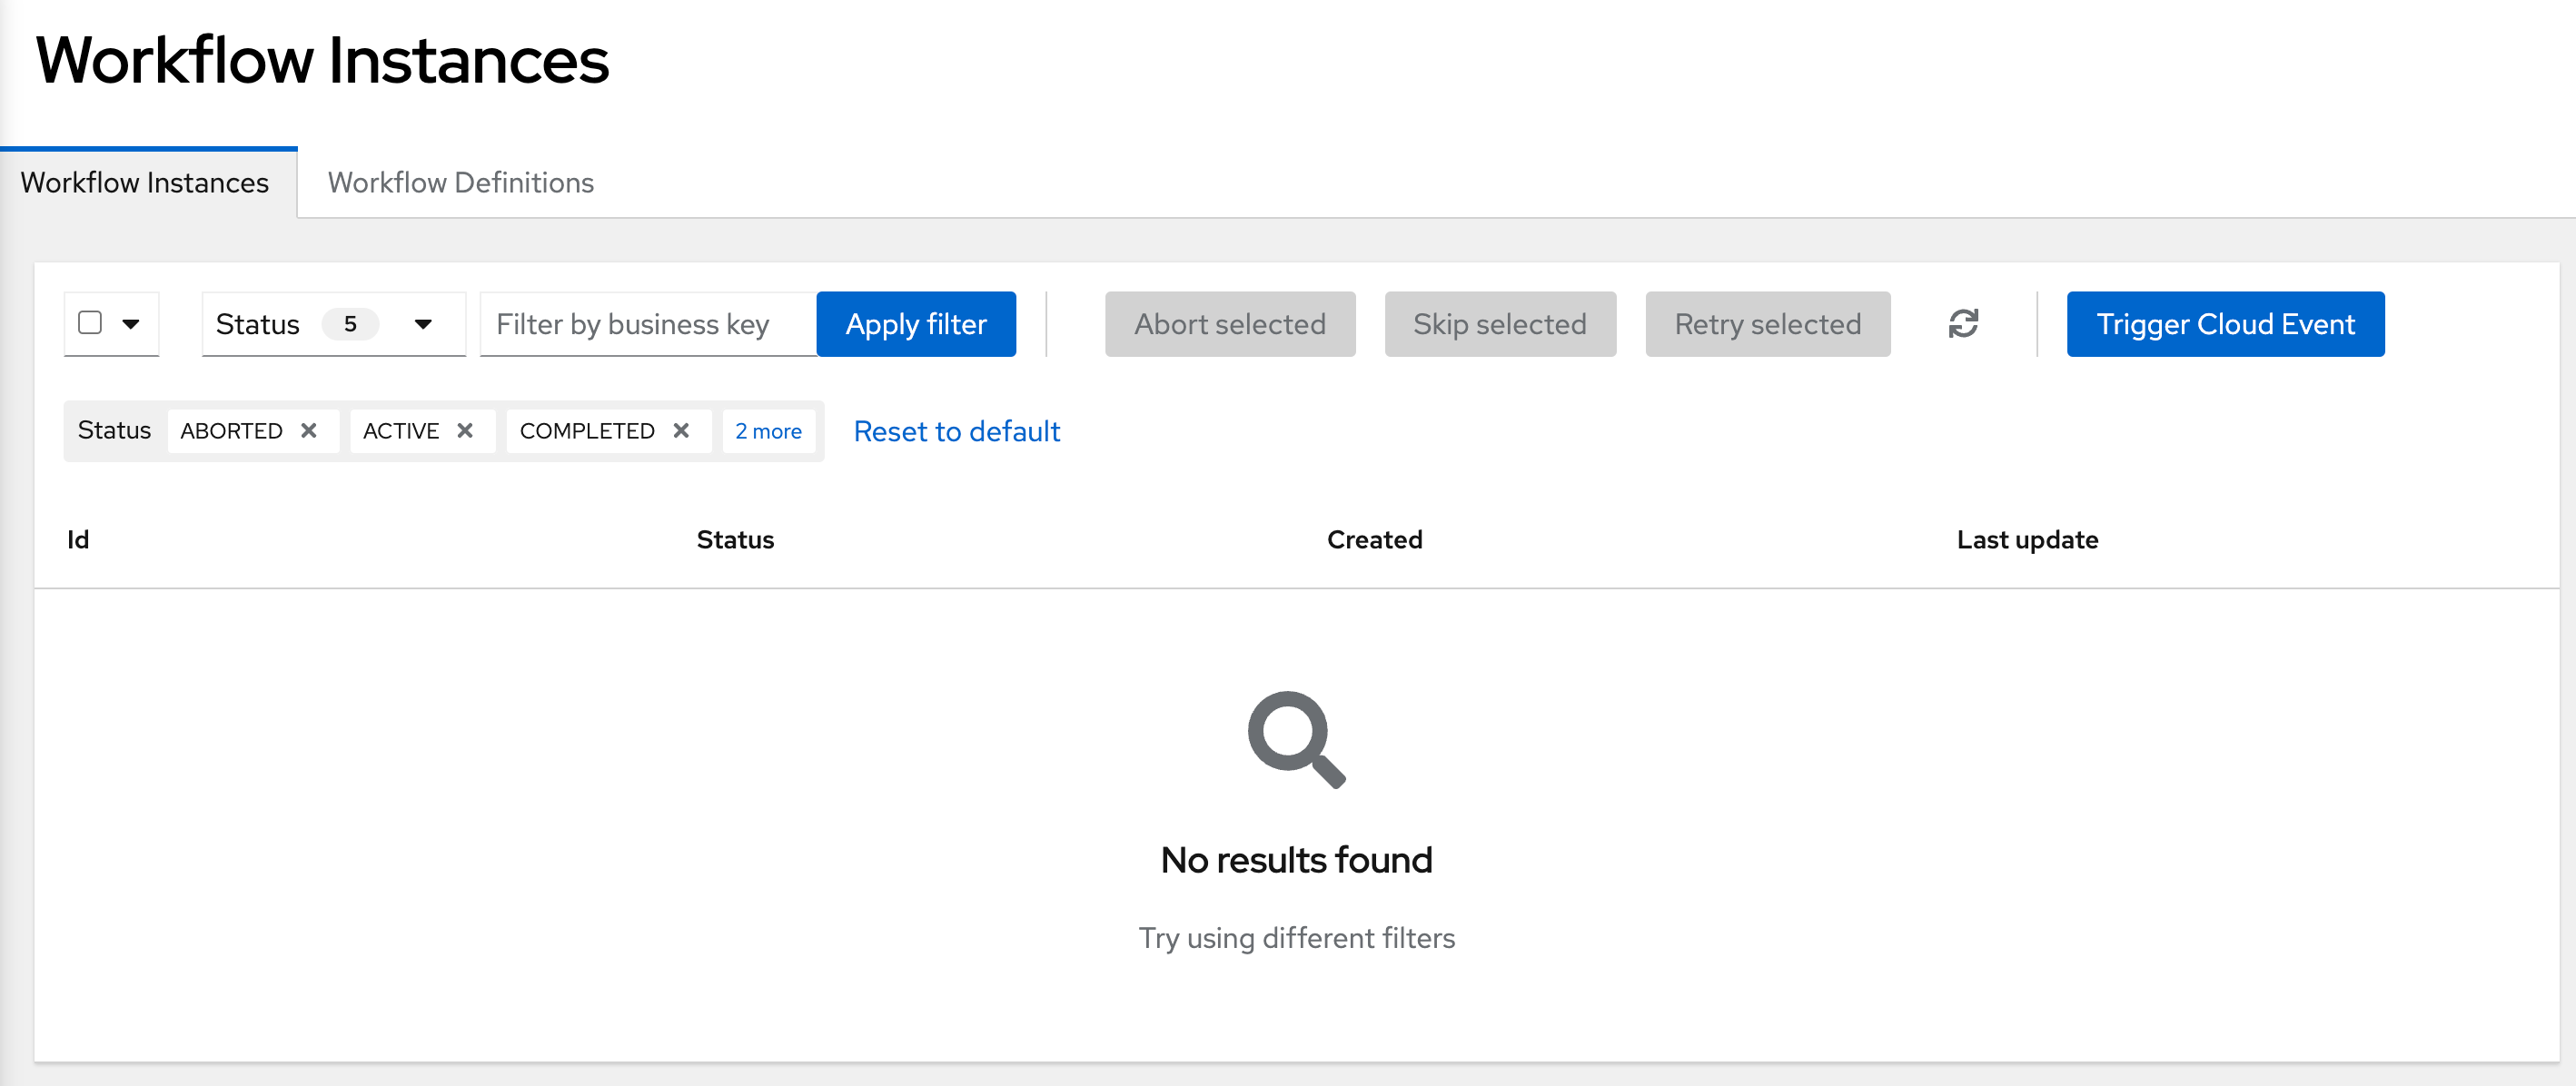 Workflow Instances
Workflow Instances Workflow Definitions
Status 5 Filter by business key Apply filter Abort selected Skip selected Retry selected Trigger Cloud Event
Status ABORTED ACTIVE COMPLETED 2 more Reset to default
Id Status Created Last update
No results found
Try using different filters